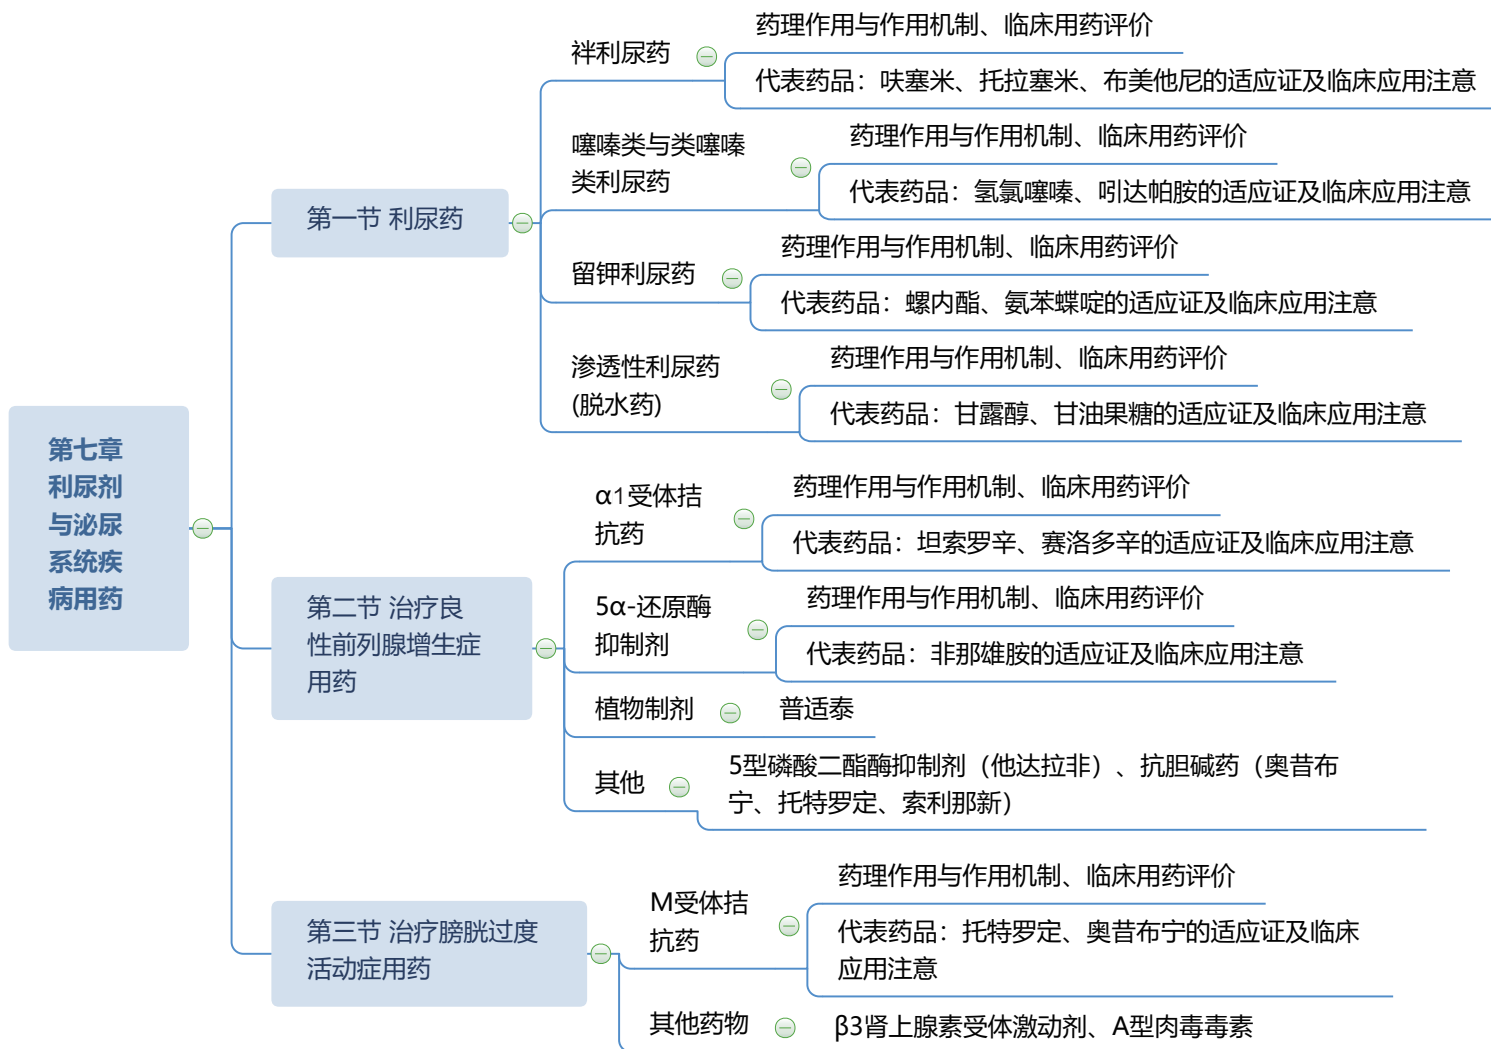 第七章
利尿剂
与泌尿
系统疾
病用药
第一节 利尿药
袢利尿药
药理作用与作用机制、临床用药评价
代表药品：呋塞米、托拉塞米、布美他尼的适应证及临床应用注意
噻嗪类与类噻嗪
类利尿药
药理作用与作用机制、临床用药评价
代表药品：氢氯噻嗪、吲达帕胺的适应证及临床应用注意
留钾利尿药
药理作用与作用机制、临床用药评价
代表药品：螺内酯、氨苯蝶啶的适应证及临床应用注意
渗透性利尿药
(脱水药)
药理作用与作用机制、临床用药评价
代表药品：甘露醇、甘油果糖的适应证及临床应用注意
第二节 治疗良
性前列腺增生症
用药
α1受体拮
抗药
药理作用与作用机制、临床用药评价
代表药品：坦索罗辛、赛洛多辛的适应证及临床应用注意
5α-还原酶
抑制剂
药理作用与作用机制、临床用药评价
代表药品：非那雄胺的适应证及临床应用注意
植物制剂
普适泰
其他
5型磷酸二酯酶抑制剂（他达拉非）、抗胆碱药（奥昔布
宁、托特罗定、索利那新）
第三节 治疗膀胱过度
活动症用药
M受体拮
抗药
药理作用与作用机制、临床用药评价
代表药品：托特罗定、奥昔布宁的适应证及临床
应用注意
其他药物
β3肾上腺素受体激动剂、A型肉毒毒素